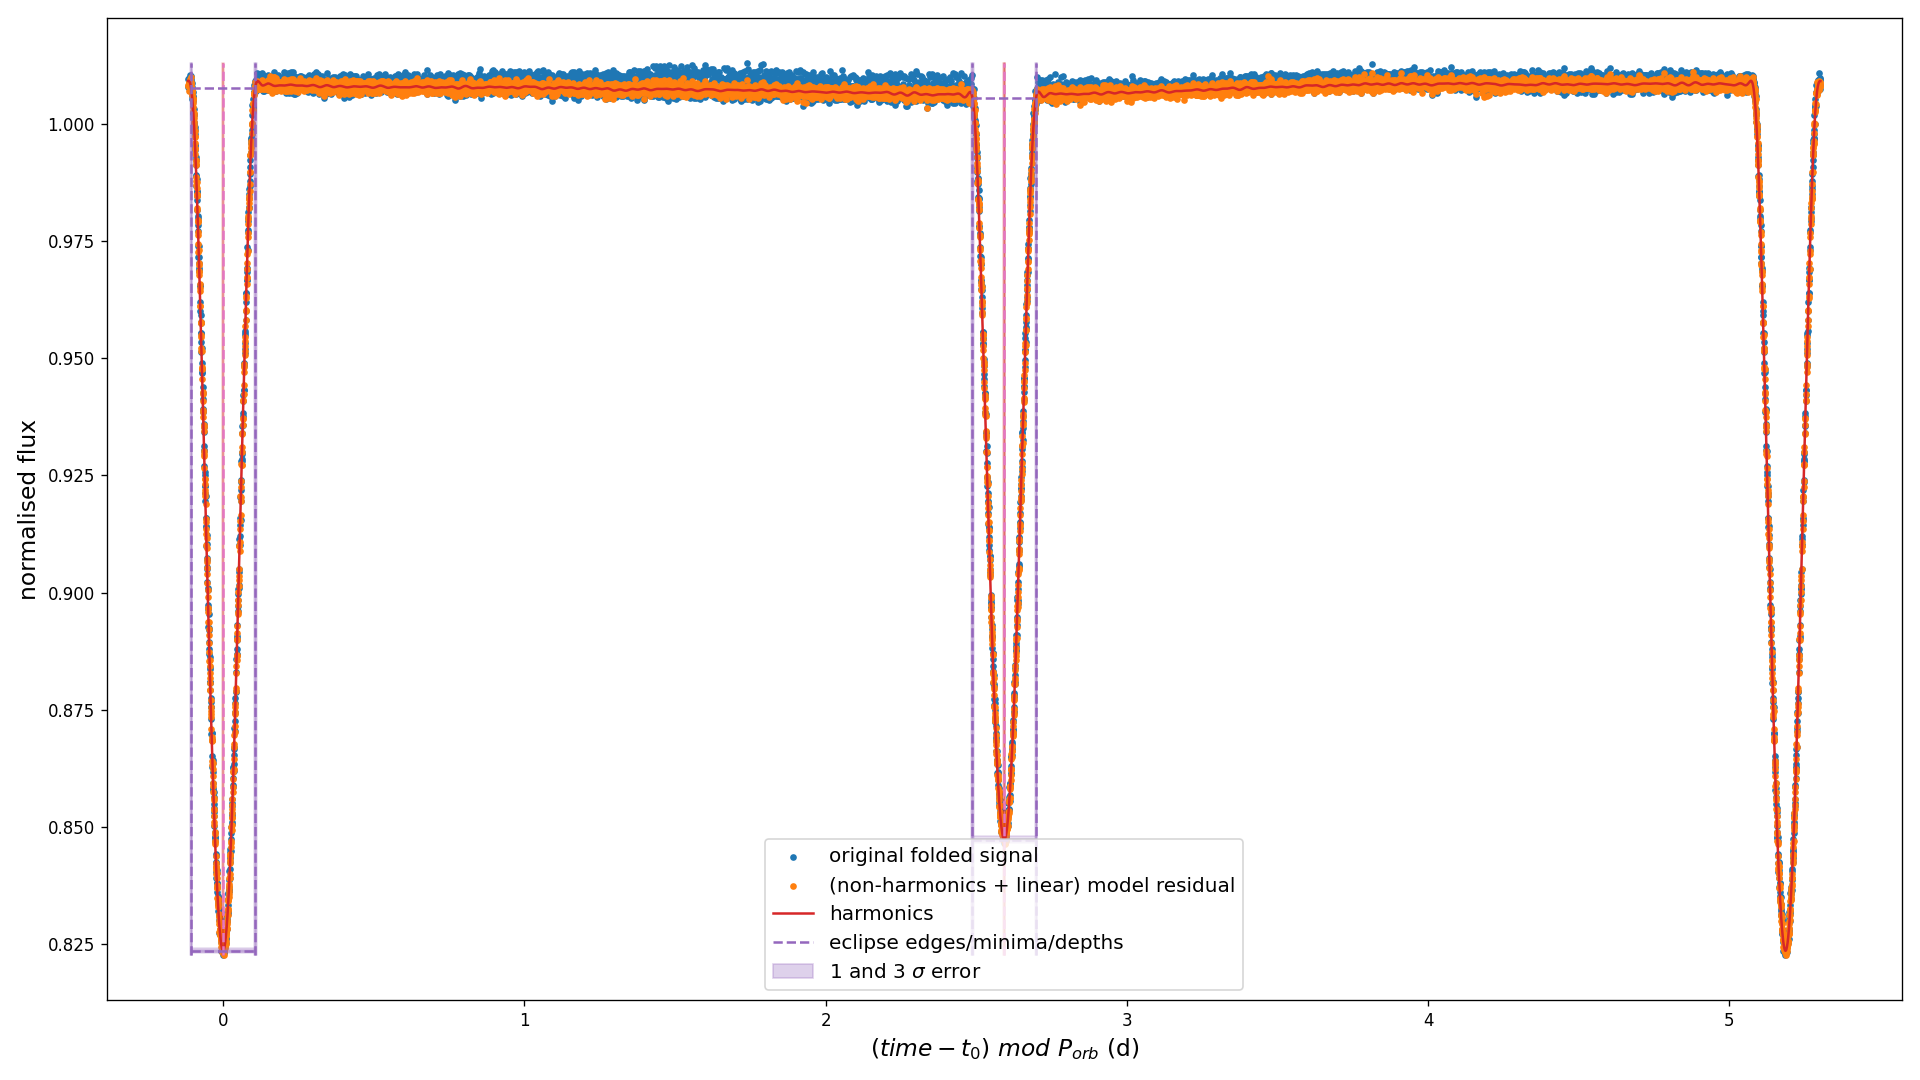 normalised flux
1.000
0.975
0.950
0.925
0.900
0.875
0.850
0.825
original folded signal
(non-harmonics + linear) model residual
harmonics
eclipse edges/minima/depths
1 and 3 σ error
0 1 2 3 4 5
(time − t₀) mod Pₒᵣb (d)